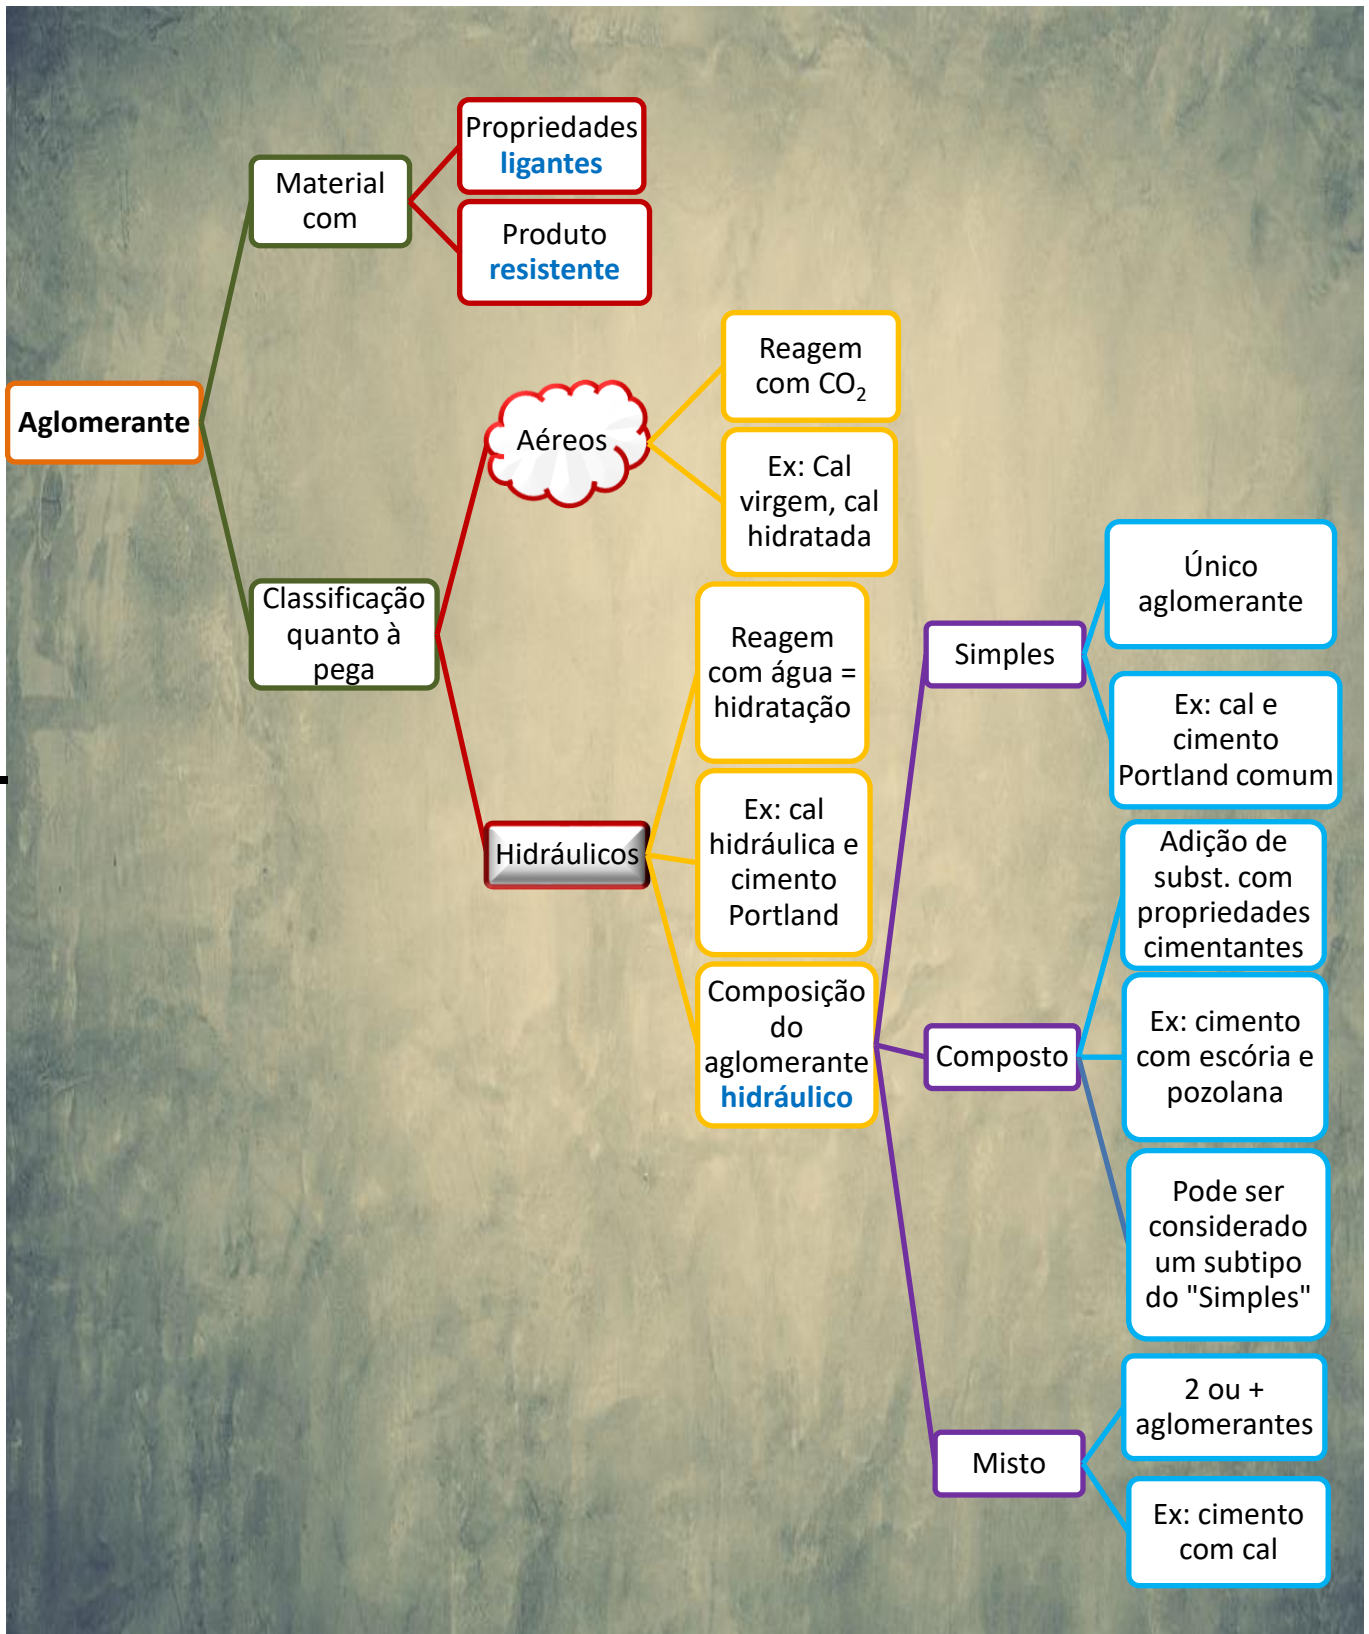 Aglomerante
Material
com
Propriedades
ligantes
Produto
resistente
Classificação
quanto à
pega
Aéreos
Reagem
com CO₂
Ex: Cal
virgem, cal
hidratada
Hidráulicos
Reagem
com água =
hidratação
Ex: cal
hidráulica e
cimento
Portland
Composição
do
aglomerante
hidráulico
Simples
Único
aglomerante
Ex: cal e
cimento
Portland comum
Composto
Adição de
subst. com
propriedades
cimentantes
Ex: cimento
com escória e
pozolana
Pode ser
considerado
um subtipo
do "Simples"
Misto
2 ou +
aglomerantes
Ex: cimento
com cal